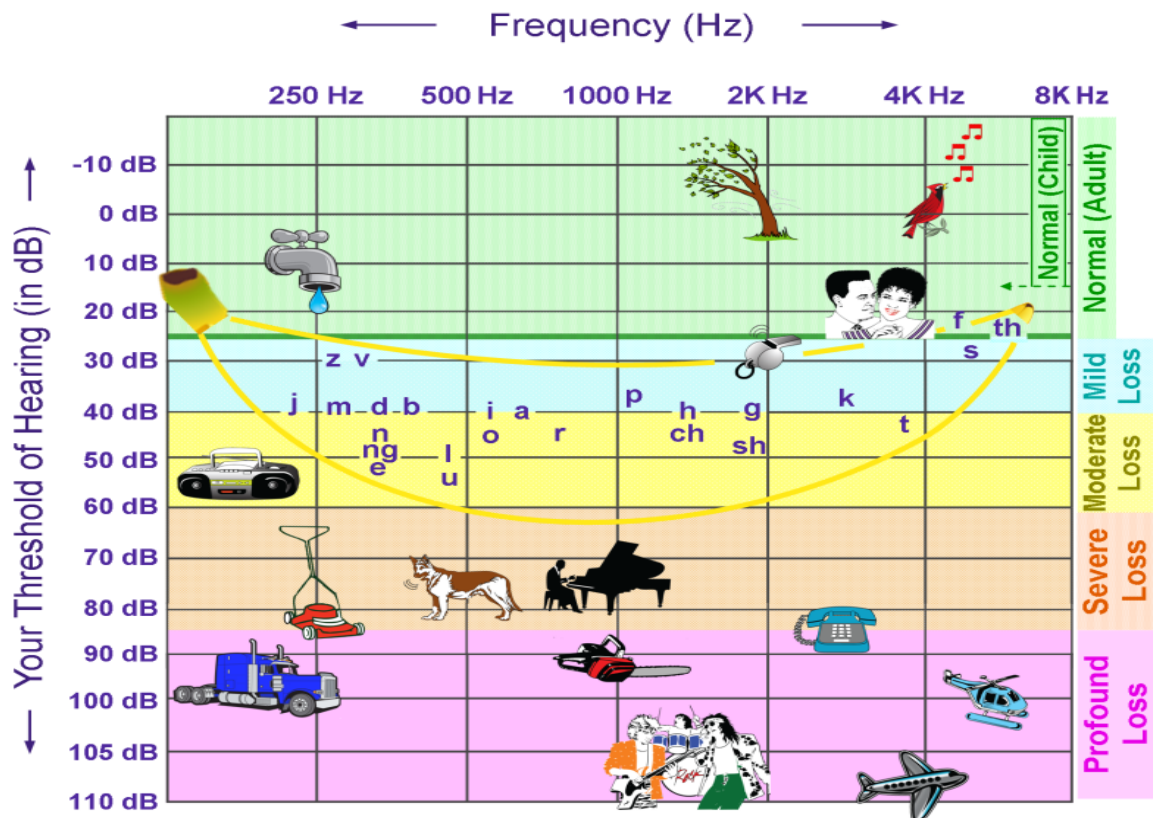 Frequency (Hz)
250 Hz 500 Hz 1000 Hz 2K Hz 4K Hz 8K Hz
Your Threshold of Hearing (in dB)
-10 dB
0 dB
10 dB
20 dB
30 dB
40 dB
50 dB
60 dB
70 dB
80 dB
90 dB
100 dB
105 dB
110 dB
Normal (Child)
Normal (Adult)
Mild
Loss
Moderate
Loss
Severe
Loss
Profound
Loss
f
th
z v s
p k
j m d b i a h g
n o r ch t
ng l sh
e u
Rock